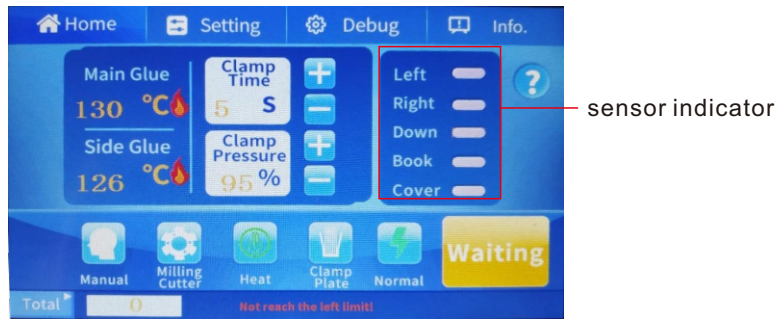 Home Setting Debug Info.
Main Glue
130 °C
Side Glue
126 °C
Clamp
Time
5 S
Clamp
Pressure
95 %
Left
Right
Down
Book
Cover
?
sensor indicator
Manual
Milling
Cutter
Heat
Clamp
Plate
Normal
Waiting
Total 0 Not reach the left limit!